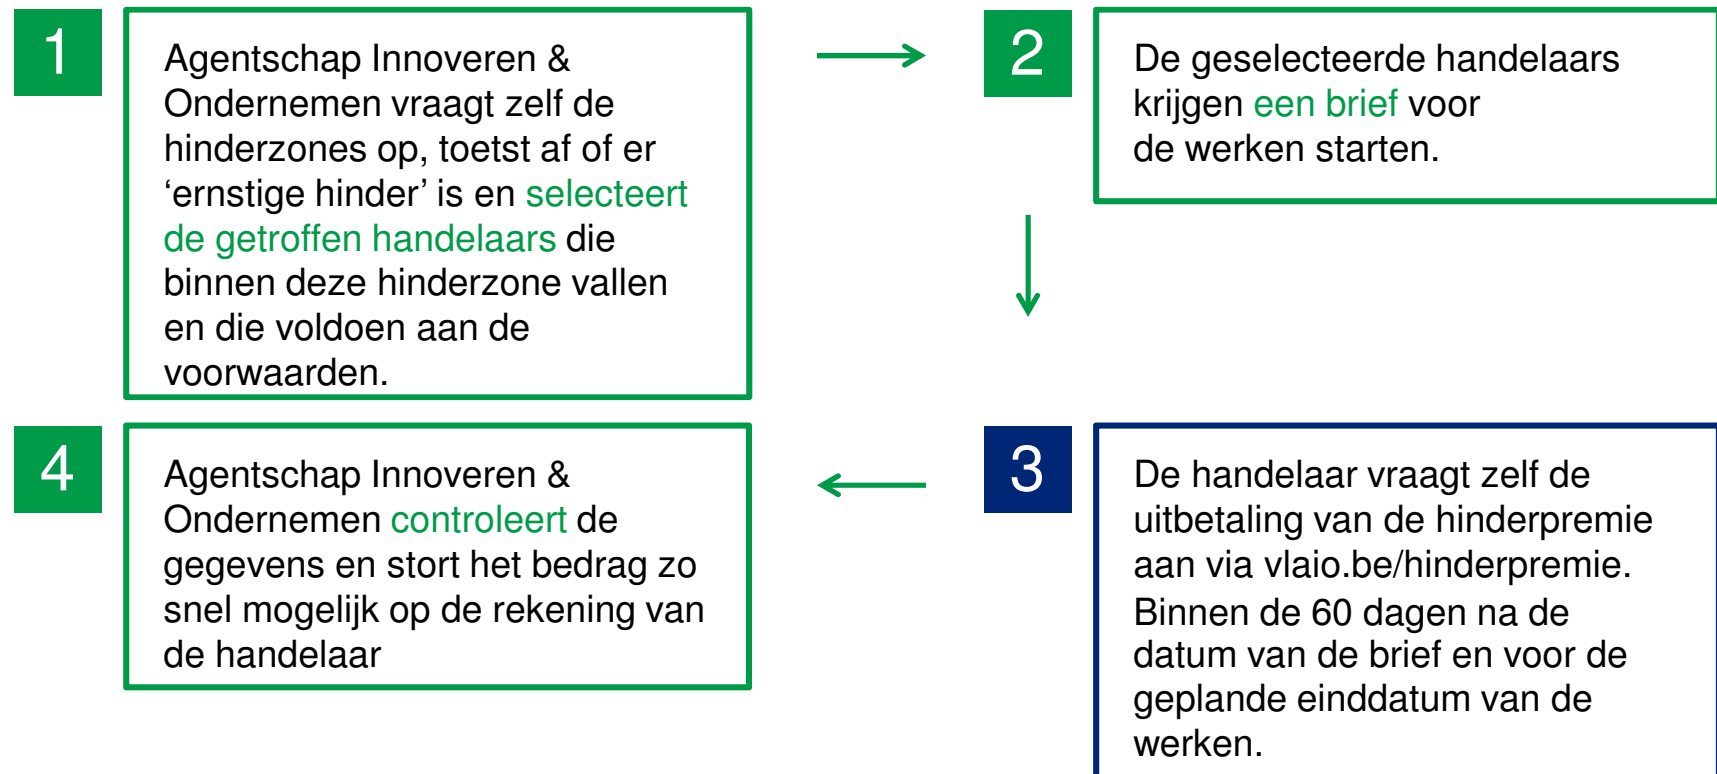 1
Agentschap Innoveren &
Ondernemen vraagt zelf de
hinderzones op, toetst af of er
‘ernstige hinder’ is en selecteert
de getroffen handelaars die
binnen deze hinderzone vallen
en die voldoen aan de
voorwaarden.
2
De geselecteerde handelaars
krijgen een brief voor
de werken starten.
3
De handelaar vraagt zelf de
uitbetaling van de hinderpremie
aan via vlaio.be/hinderpremie.
Binnen de 60 dagen na de
datum van de brief en voor de
geplande einddatum van de
werken.
4
Agentschap Innoveren &
Ondernemen controleert de
gegevens en stort het bedrag zo
snel mogelijk op de rekening van
de handelaar